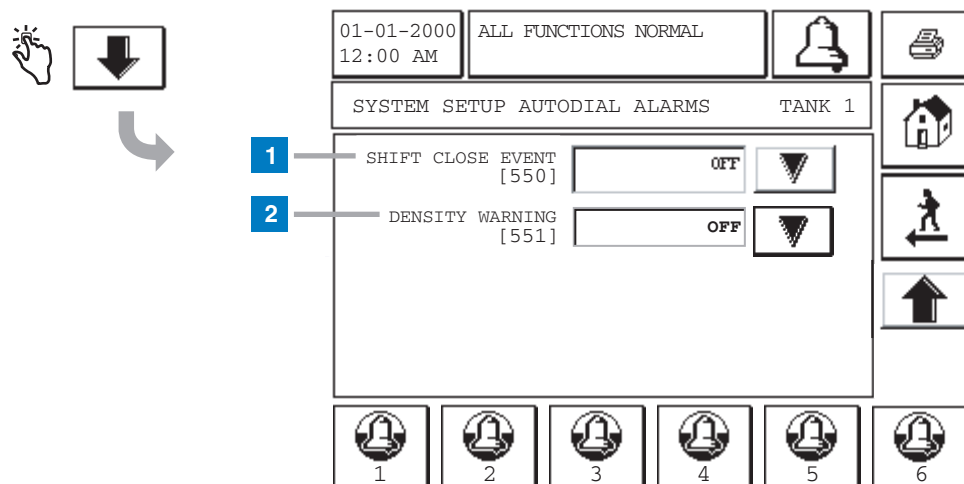 01-01-2000
12:00 AM
ALL FUNCTIONS NORMAL
SYSTEM SETUP AUTODIAL ALARMS TANK 1
1
SHIFT CLOSE EVENT
[550]
OFF
2
DENSITY WARNING
[551]
OFF
1 2 3 4 5 6